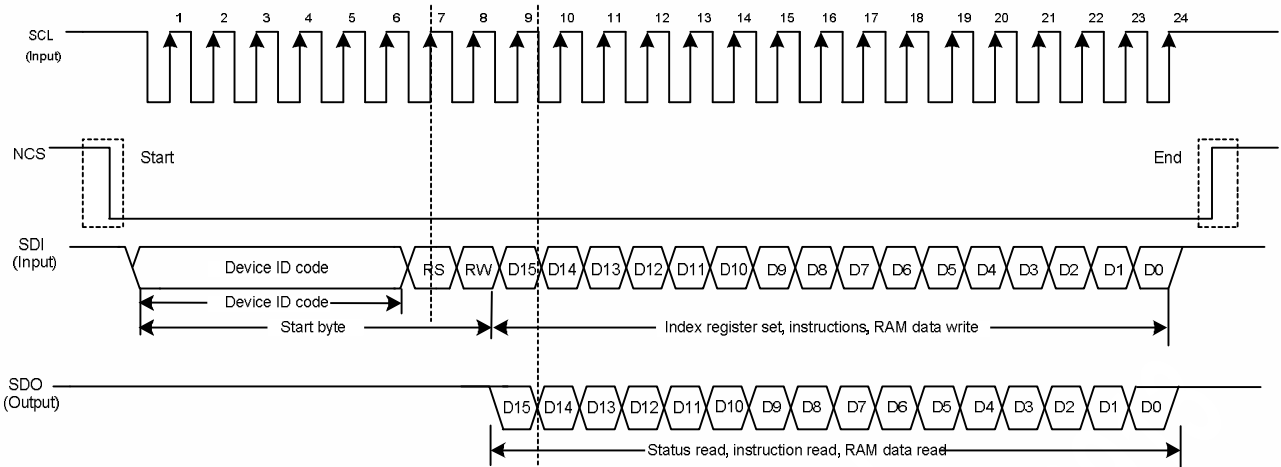 1 2 3 4 5 6 7 8 9 10 11 12 13 14 15 16 17 18 19 20 21 22 23 24
SCL
(Input)
NCS
Start
End
SDI
(Input)
Device ID code RS RW D15 D14 D13 D12 D11 D10 D9 D8 D7 D6 D5 D4 D3 D2 D1 D0
Device ID code
Start byte
Index register set, instructions, RAM data write
SDO
(Output)
D15 D14 D13 D12 D11 D10 D9 D8 D7 D6 D5 D4 D3 D2 D1 D0
Status read, instruction read, RAM data read